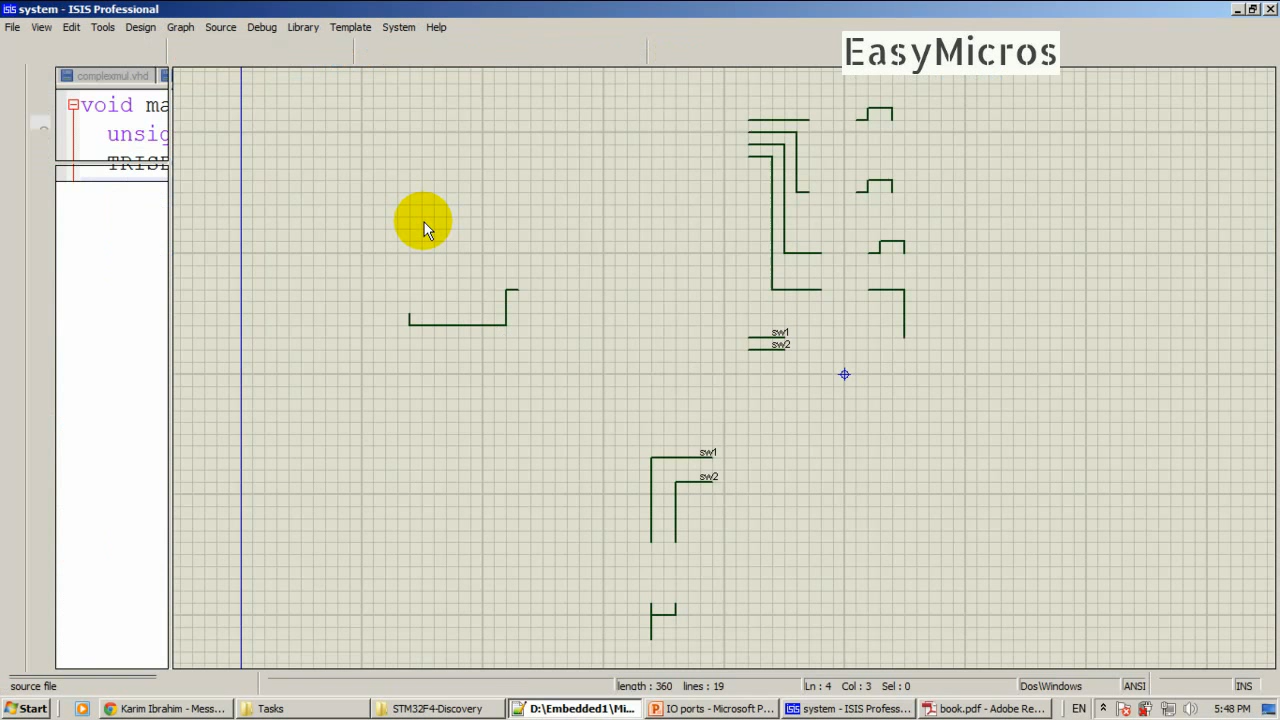 ISIS system - ISIS Professional
File View Edit Tools Design Graph Source Debug Library Template System Help
EasyMicros
complexmul.vhd
void ma
unsig
TRISB
sw1
sw2
sw1
sw2
source file length : 360 lines : 19 Ln : 4 Col : 3 Sel : 0 Dos\Windows ANSI INS
Start Karim Ibrahim - Mess... Tasks STM32F4-Discovery D:\Embedded1\Mi... IO ports - Microsoft P... ISIS system - ISIS Profess... book.pdf - Adobe Re... EN 5:48 PM